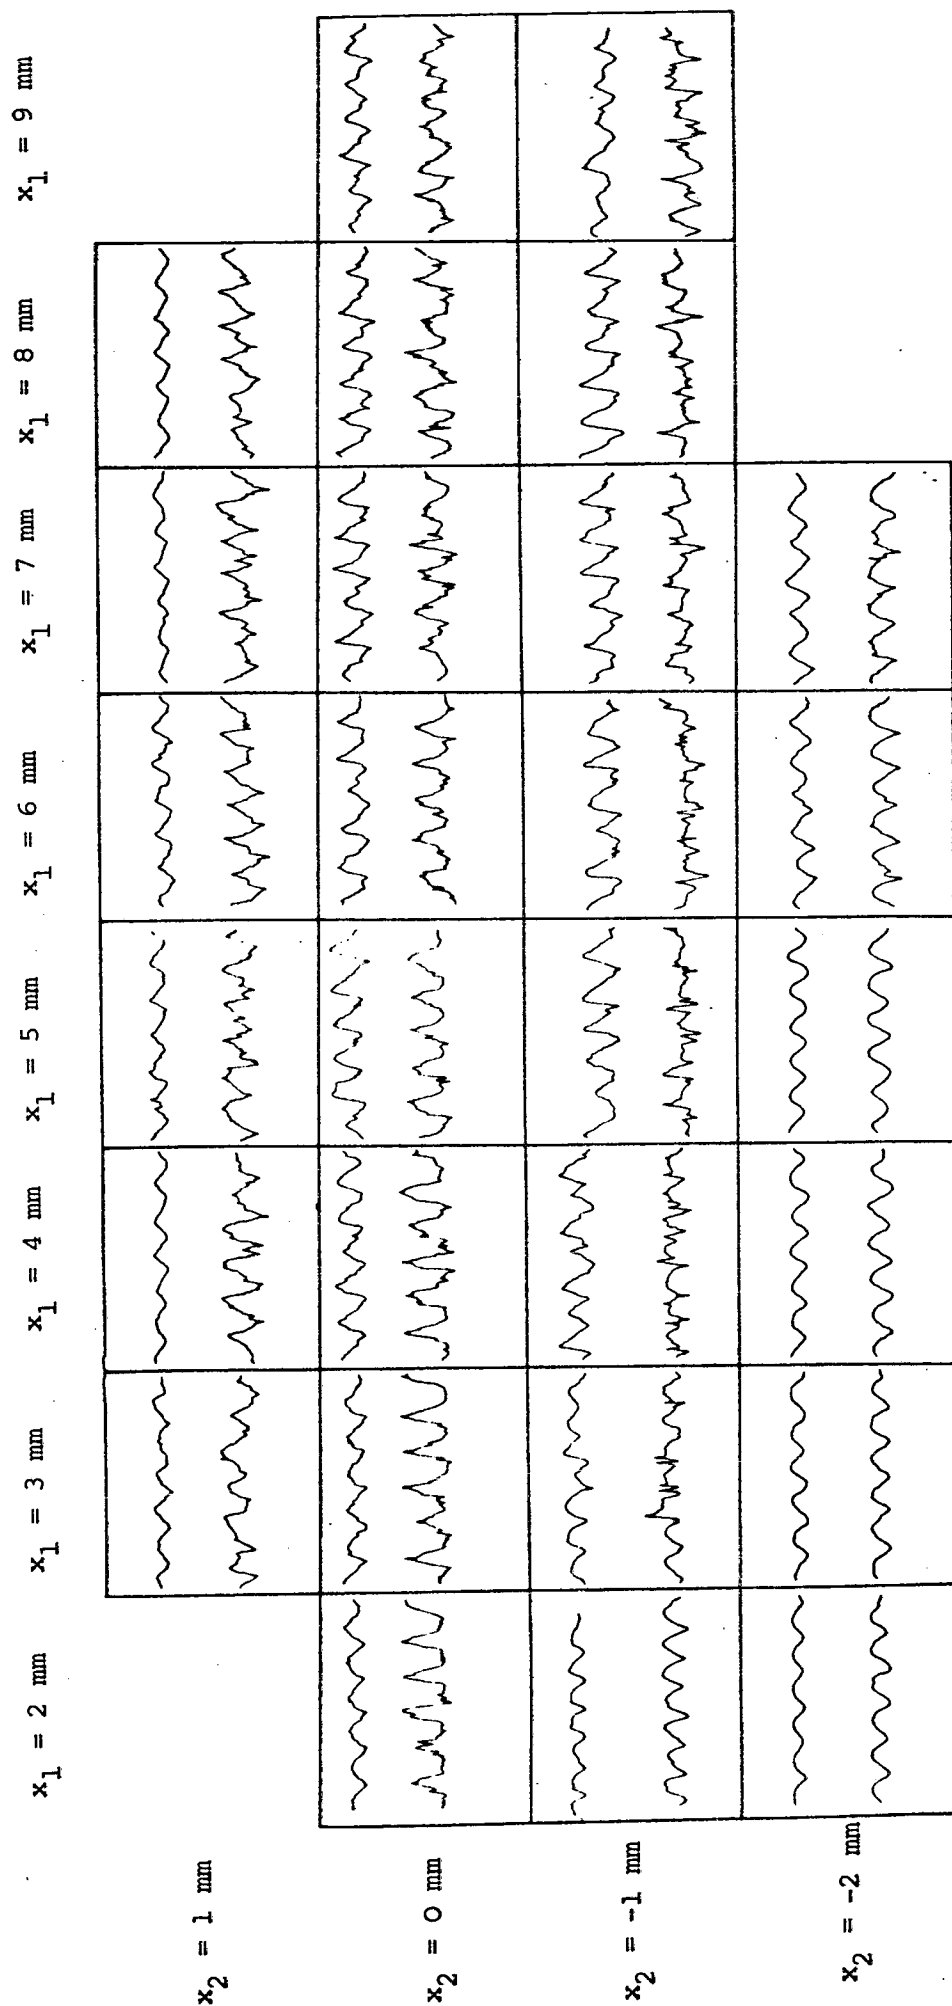 x₁ = 2 mm
x₁ = 3 mm
x₁ = 4 mm
x₁ = 5 mm
x₁ = 6 mm
x₁ = 7 mm
x₁ = 8 mm
x₁ = 9 mm
x₂ = 1 mm
x₂ = 0 mm
x₂ = -1 mm
x₂ = -2 mm